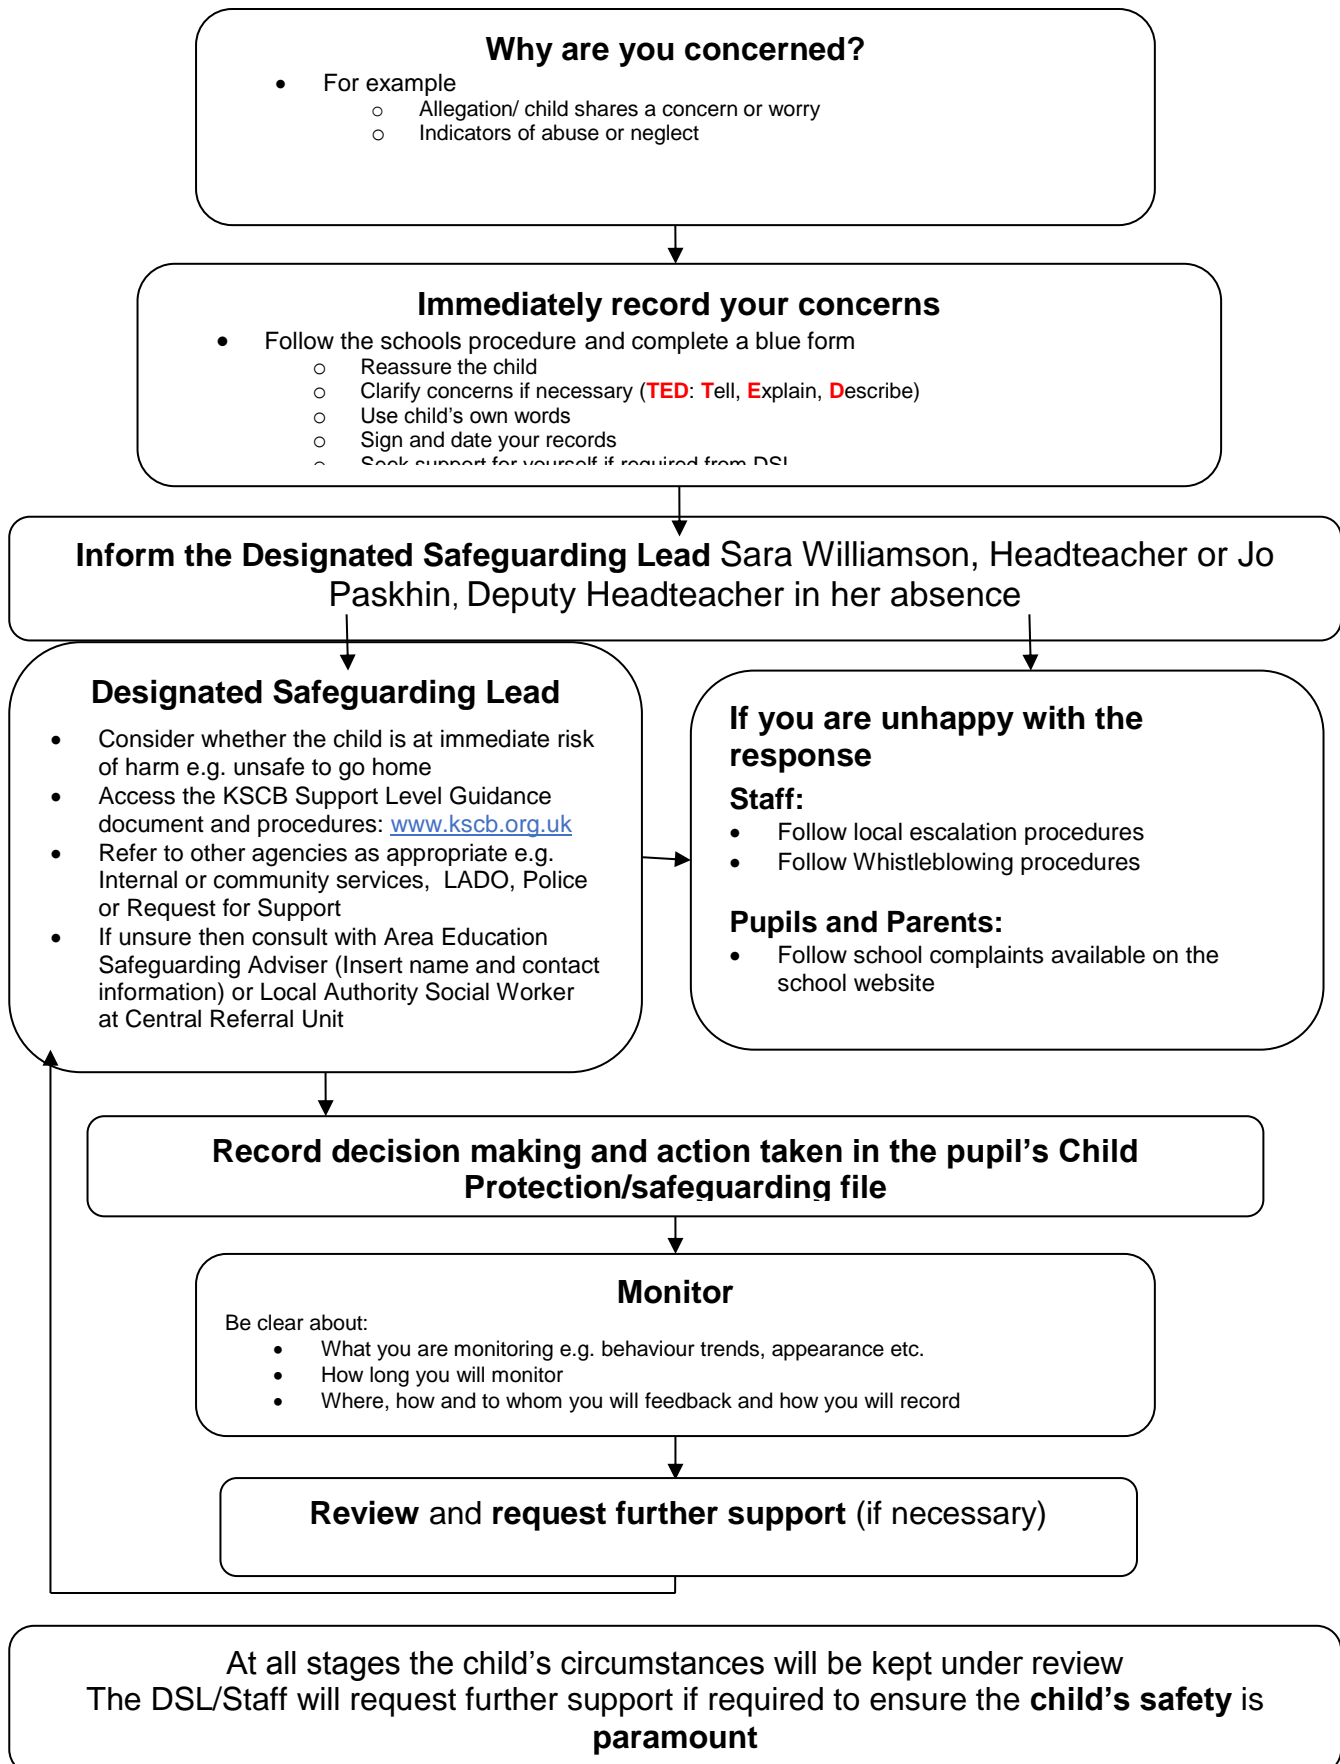 Why are you concerned?
• For example
o Allegation/ child shares a concern or worry
o Indicators of abuse or neglect
Immediately record your concerns
• Follow the schools procedure and complete a blue form
o Reassure the child
o Clarify concerns if necessary (TED: Tell, Explain, Describe)
o Use child’s own words
o Sign and date your records
o Seek support for yourself if required from DSL
Inform the Designated Safeguarding Lead Sara Williamson, Headteacher or Jo
Paskhin, Deputy Headteacher in her absence
Designated Safeguarding Lead
• Consider whether the child is at immediate risk
of harm e.g. unsafe to go home
• Access the KSCB Support Level Guidance
document and procedures: www.kscb.org.uk
• Refer to other agencies as appropriate e.g.
Internal or community services, LADO, Police
or Request for Support
• If unsure then consult with Area Education
Safeguarding Adviser (Insert name and contact
information) or Local Authority Social Worker
at Central Referral Unit
If you are unhappy with the
response
Staff:
• Follow local escalation procedures
• Follow Whistleblowing procedures
Pupils and Parents:
• Follow school complaints available on the
school website
Record decision making and action taken in the pupil’s Child
Protection/safeguarding file
Monitor
Be clear about:
• What you are monitoring e.g. behaviour trends, appearance etc.
• How long you will monitor
• Where, how and to whom you will feedback and how you will record
Review and request further support (if necessary)
At all stages the child’s circumstances will be kept under review
The DSL/Staff will request further support if required to ensure the child’s safety is
paramount